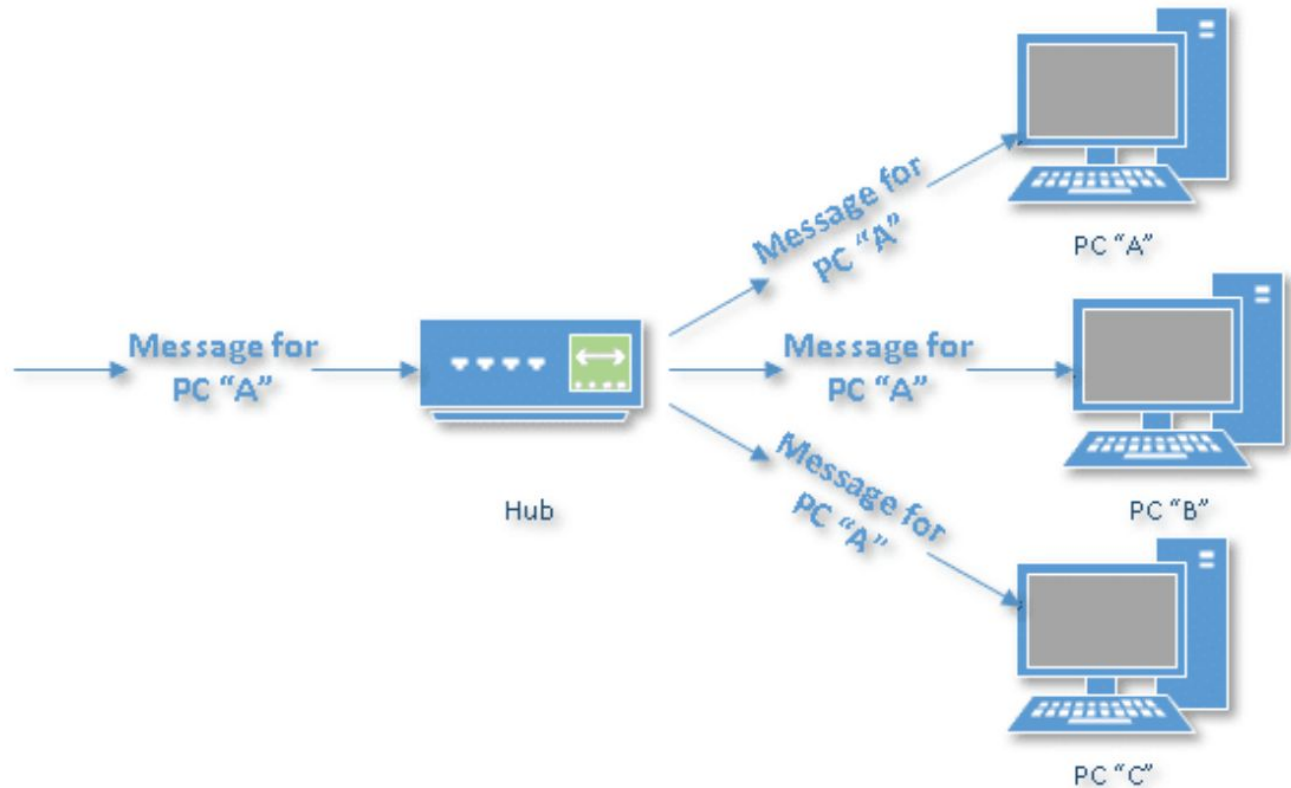 Message for
PC “A”
PC “A”
Message for
PC “A”
Hub
Message for
PC “A”
PC “B”
Message for
PC “A”
PC “C”